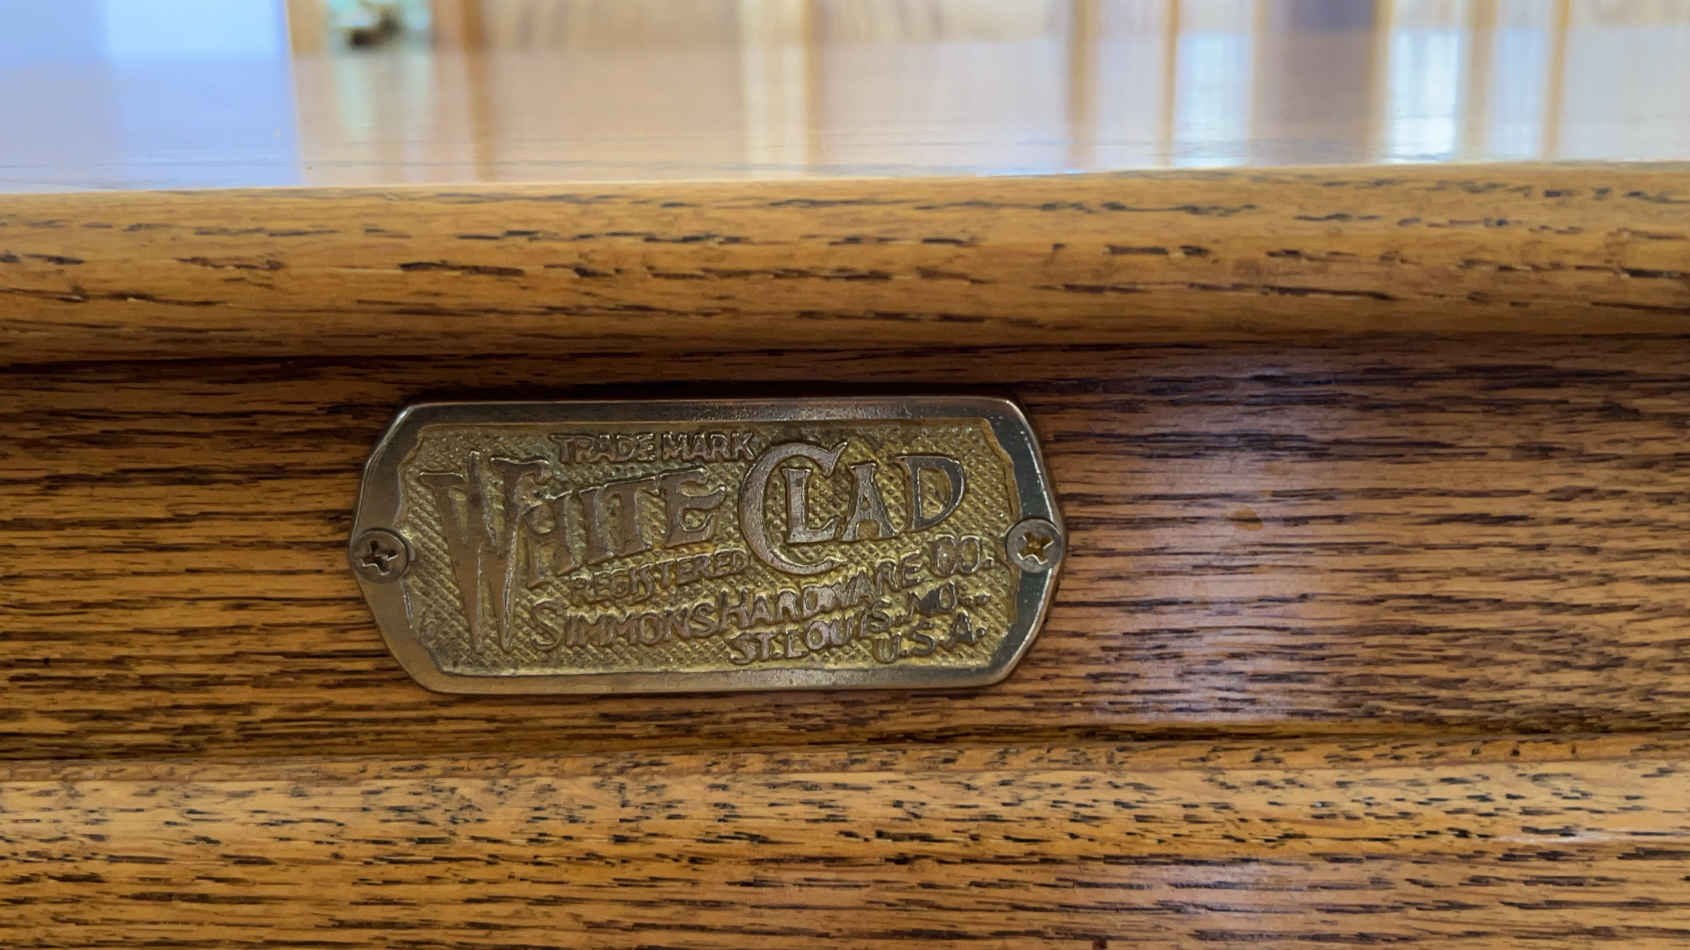 TRADE MARK
WHITE CLAD
REGISTERED
SIMMONS HARDWARE CO.
ST. LOUIS. MO.
U.S.A.